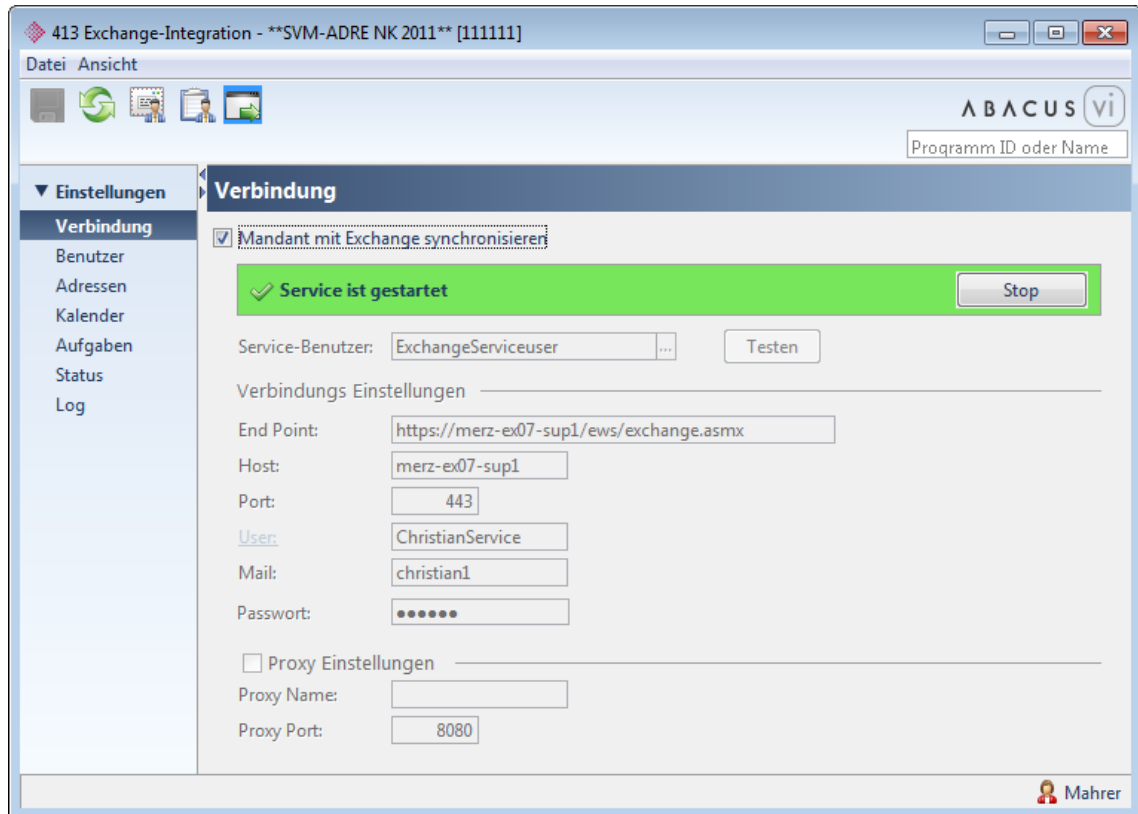 413 Exchange-Integration - **SVM-ADRE NK 2011** [111111]
Datei Ansicht
ABACUS vi
Programm ID oder Name
Einstellungen
Verbindung
Benutzer
Adressen
Kalender
Aufgaben
Status
Log
Verbindung
Mandant mit Exchange synchronisieren
Service ist gestartet Stop
Service-Benutzer: ExchangeServiceuser ... Testen
Verbindungs Einstellungen
End Point: https://merz-ex07-sup1/ews/exchange.asmx
Host: merz-ex07-sup1
Port: 443
User: ChristianService
Mail: christian1
Passwort: ●●●●●●
Proxy Einstellungen
Proxy Name:
Proxy Port: 8080
Mahrer